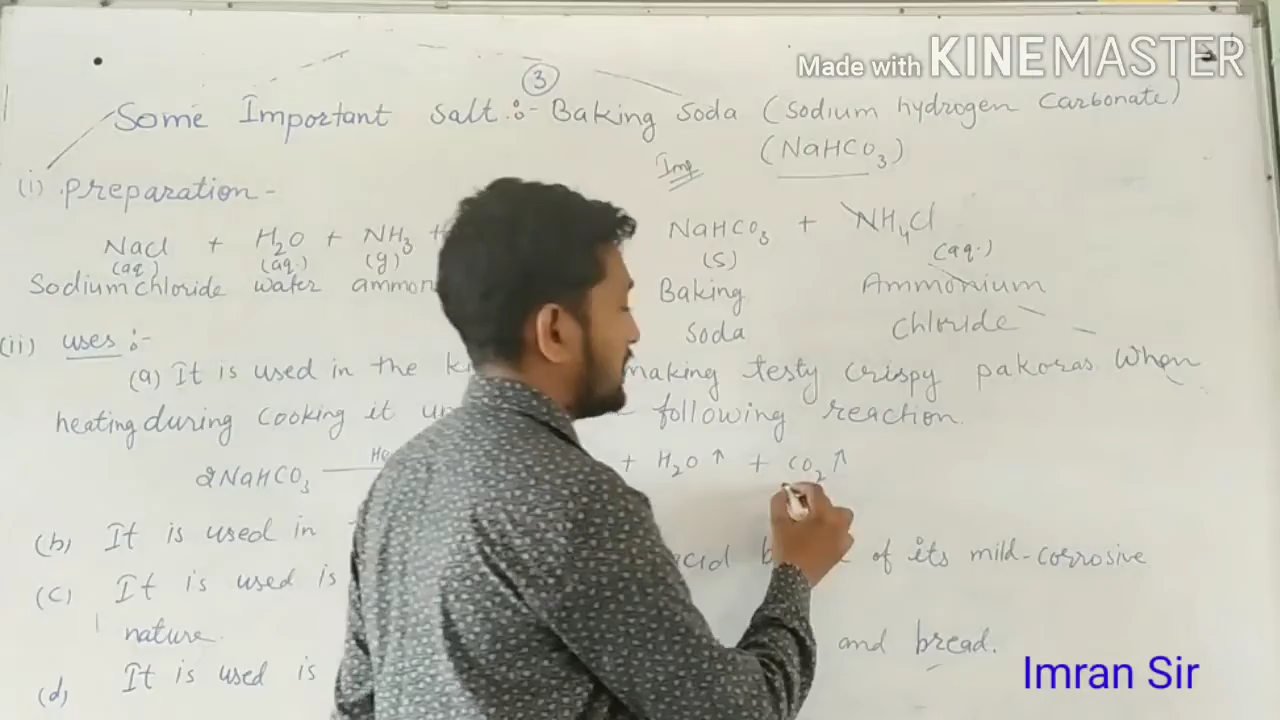 Made with KINEMASTER
③
Some Important Salt :- Baking Soda (Sodium hydrogen Carbonate)
Imp (NaHCO₃)
(i) preparation -
NaCl + H₂O + NH₃ + NaHCO₃ + NH₄Cl
(aq) (aq.) (g) (s) (aq.)
Sodium chloride water ammon Baking Ammonium
Soda Chloride
(ii) uses :-
(a) It is used in the making testy crispy pakoras. When
heating during cooking it following reaction.
2NaHCO₃ + H₂O ↑ + CO₂ ↑
(b) It is used in
(c) It is used is acid of its mild-corrosive
nature.
(d) It is used is and bread.
Imran Sir